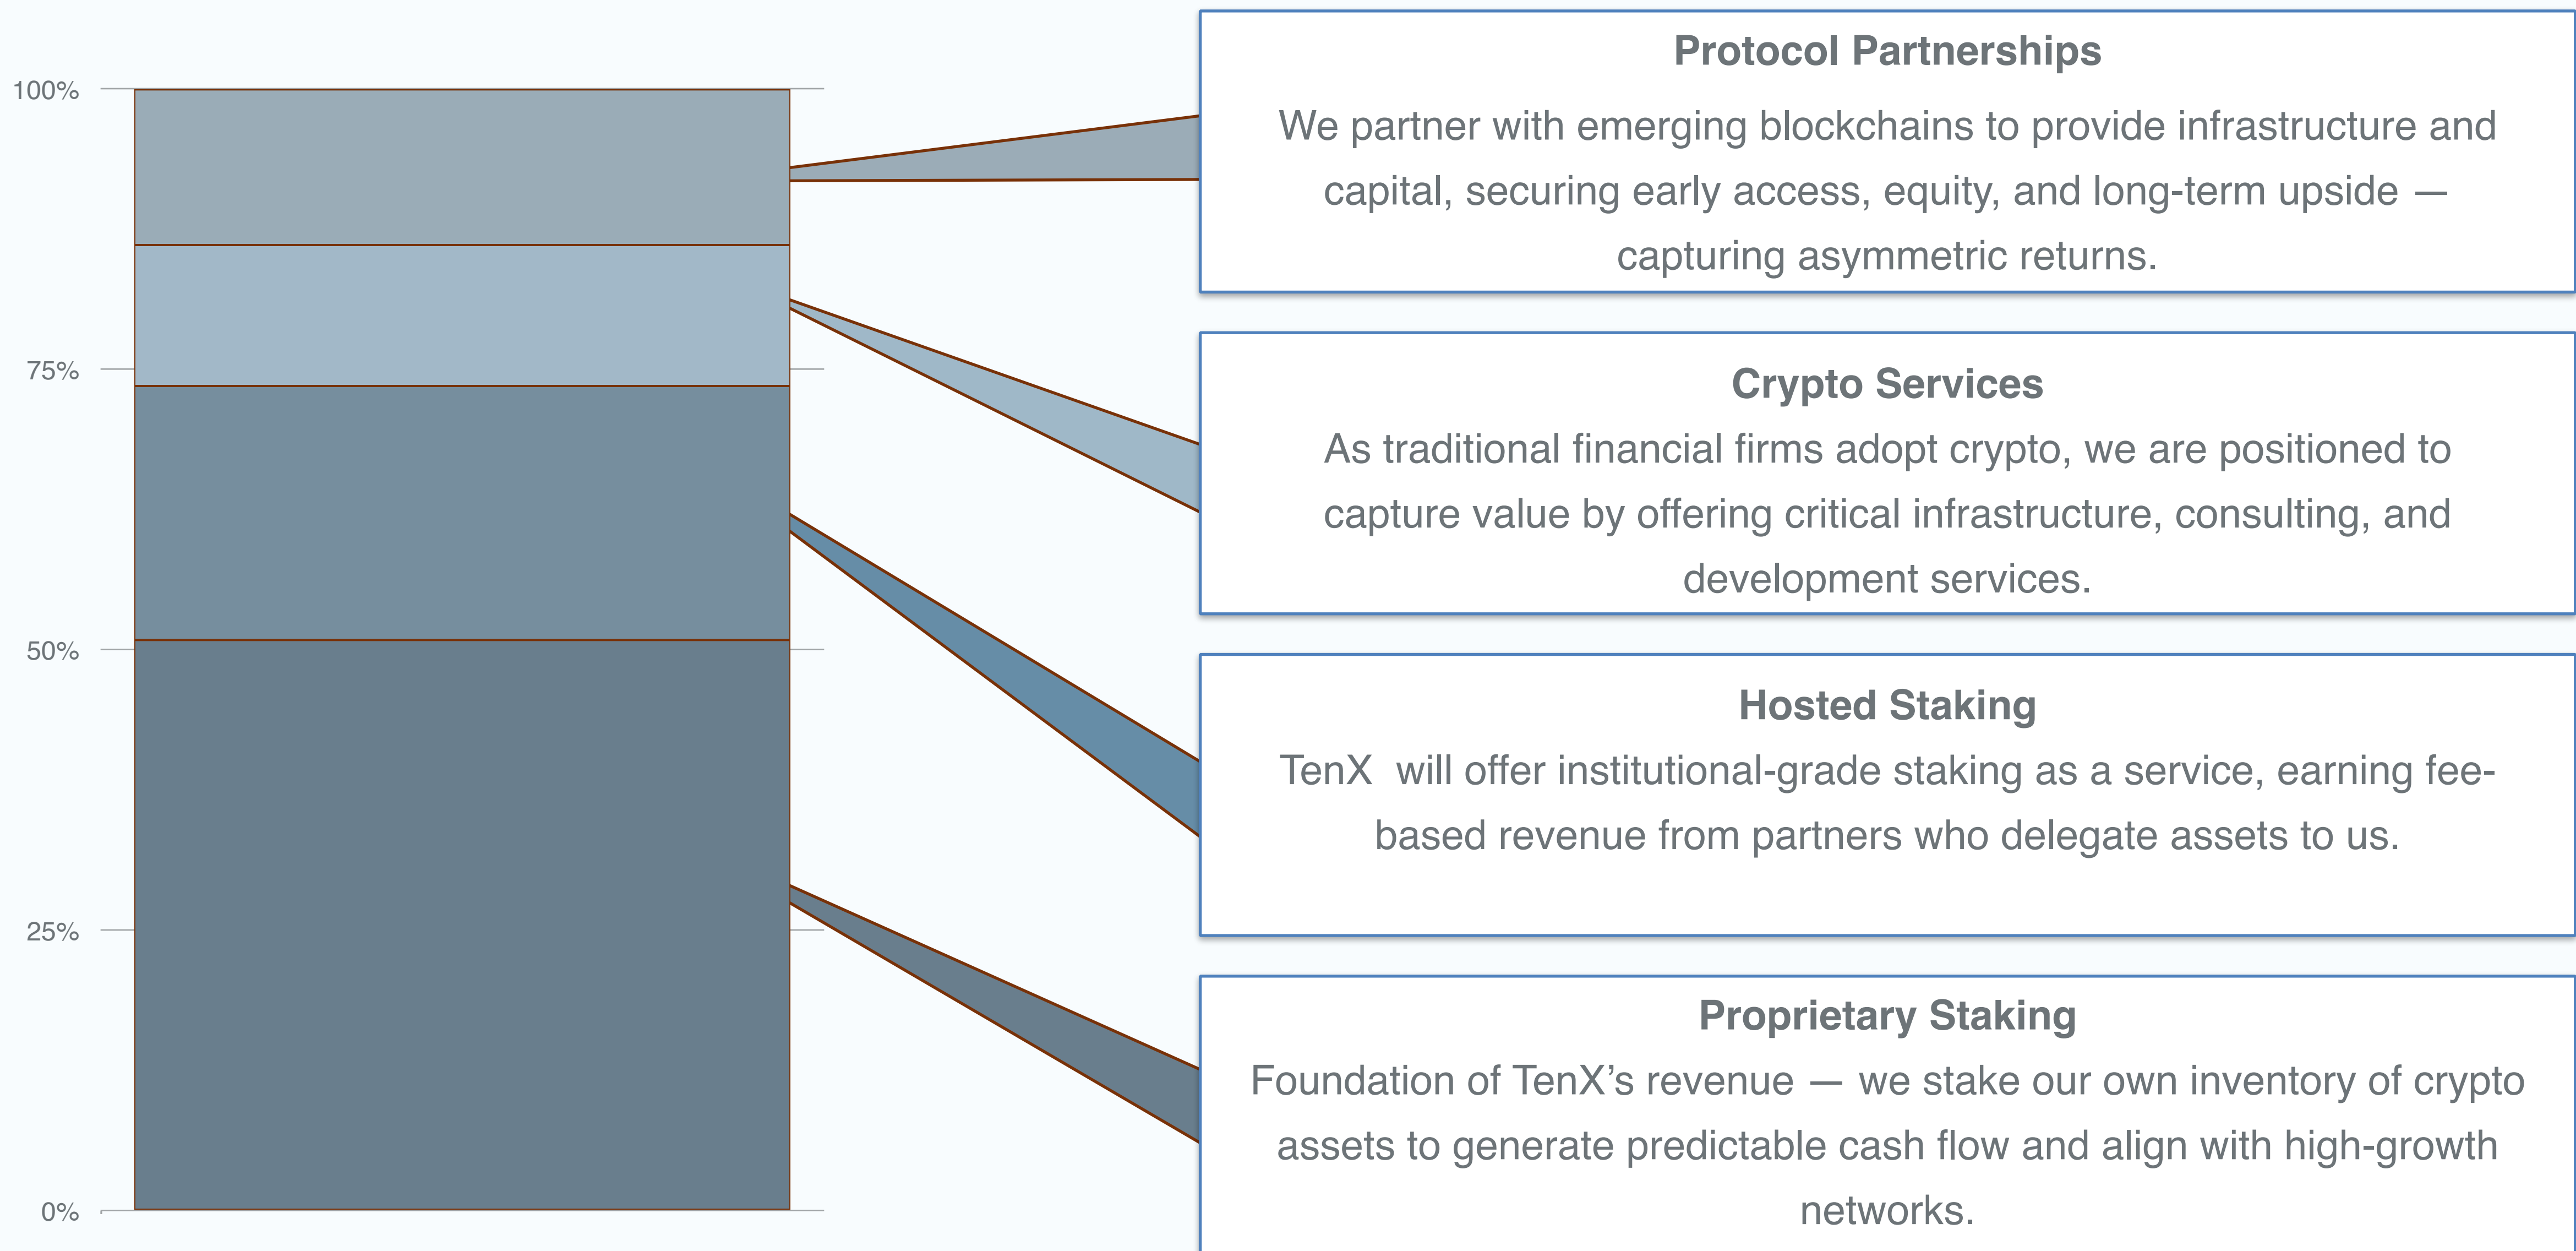 100%
75%
50%
25%
0%
Protocol Partnerships
We partner with emerging blockchains to provide infrastructure and
capital, securing early access, equity, and long-term upside —
capturing asymmetric returns.
Crypto Services
As traditional financial firms adopt crypto, we are positioned to
capture value by offering critical infrastructure, consulting, and
development services.
Hosted Staking
TenX  will offer institutional-grade staking as a service, earning fee-
based revenue from partners who delegate assets to us.
Proprietary Staking
Foundation of TenX’s revenue — we stake our own inventory of crypto
assets to generate predictable cash flow and align with high-growth
networks.